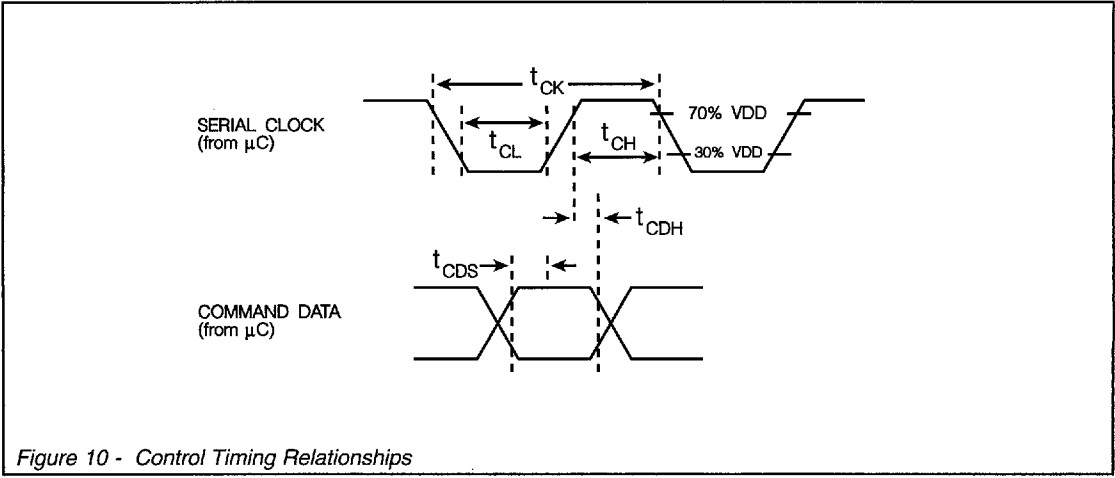 tCK
SERIAL CLOCK
(from μC)
tCL
tCH
70% VDD
30% VDD
tCDH
tCDS
COMMAND DATA
(from μC)
Figure 10 - Control Timing Relationships